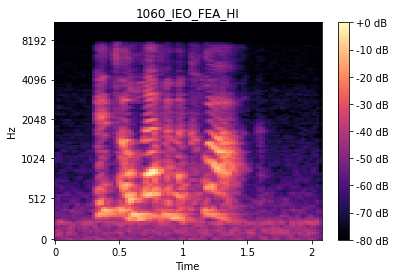 1060_IEO_FEA_HI
+0 dB
8192
-10 dB
4096
-20 dB
-30 dB
2048
Hz
-40 dB
1024
-50 dB
-60 dB
512
-70 dB
0
-80 dB
0
0.5
1
1.5
2
Time